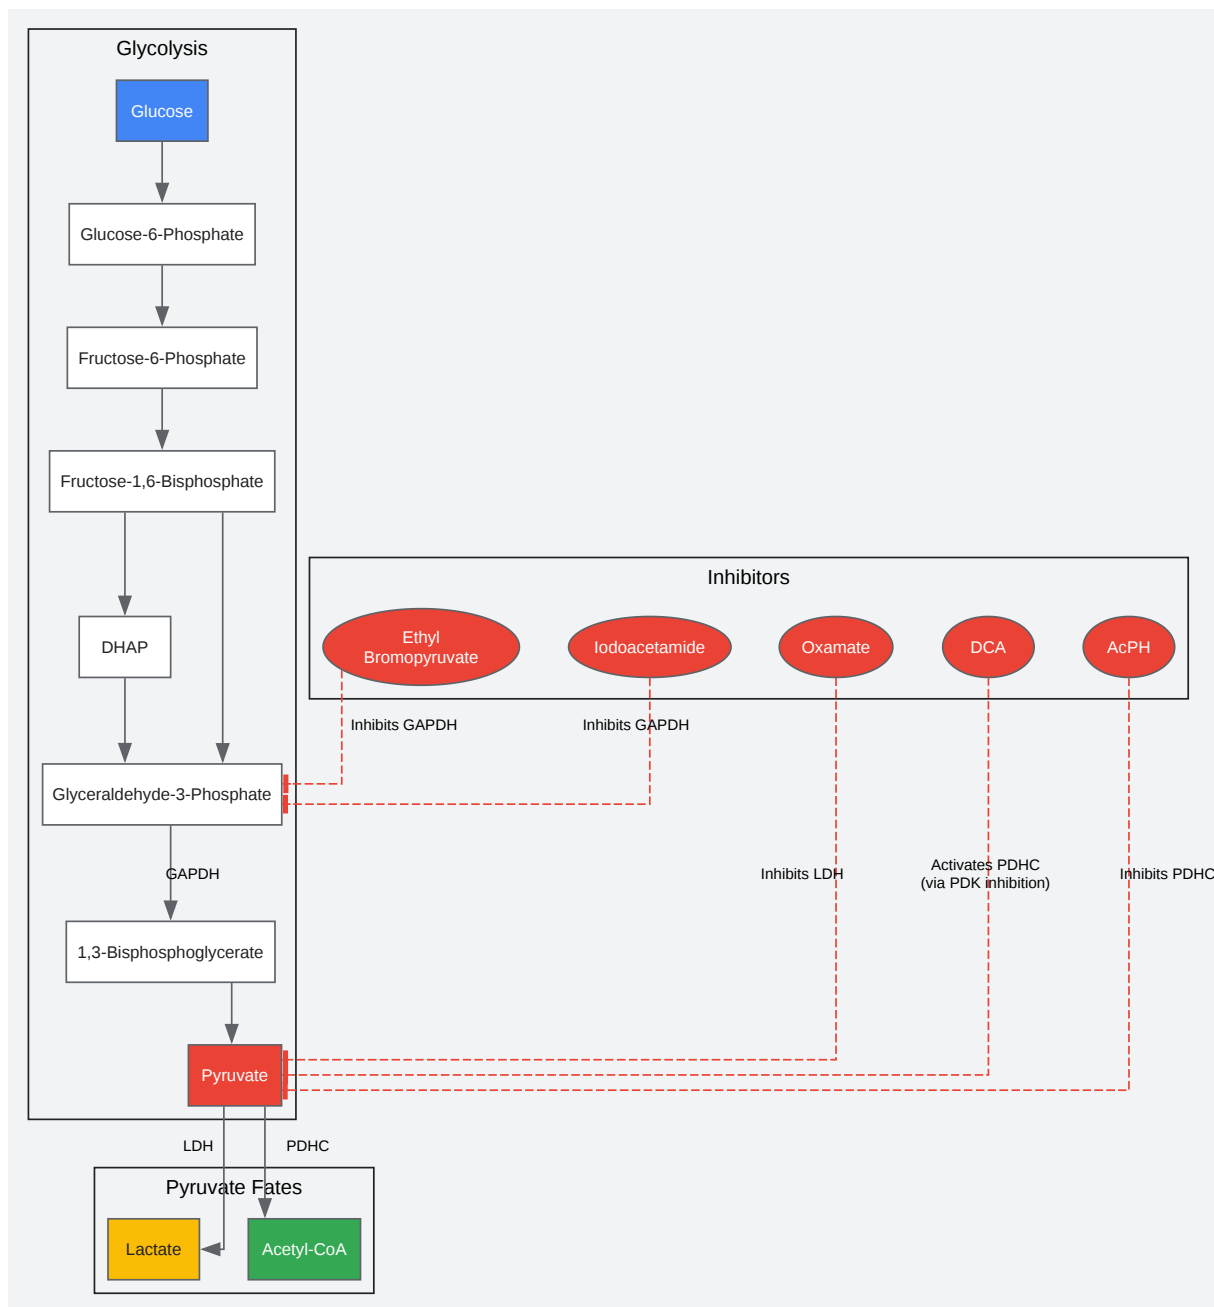 Glycolysis
Glucose
Glucose-6-Phosphate
Fructose-6-Phosphate
Fructose-1,6-Bisphosphate
Inhibitors
Ethyl
Bromopyruvate
Iodoacetamide
Oxamate
DCA
AcPH
DHAP
Inhibits GAPDH
Inhibits GAPDH
Glyceraldehyde-3-Phosphate
GAPDH
Inhibits LDH
Activates PDHC
(via PDK inhibition)
Inhibits PDHC
1,3-Bisphosphoglycerate
Pyruvate
LDH
PDHC
Pyruvate Fates
Lactate
Acetyl-CoA